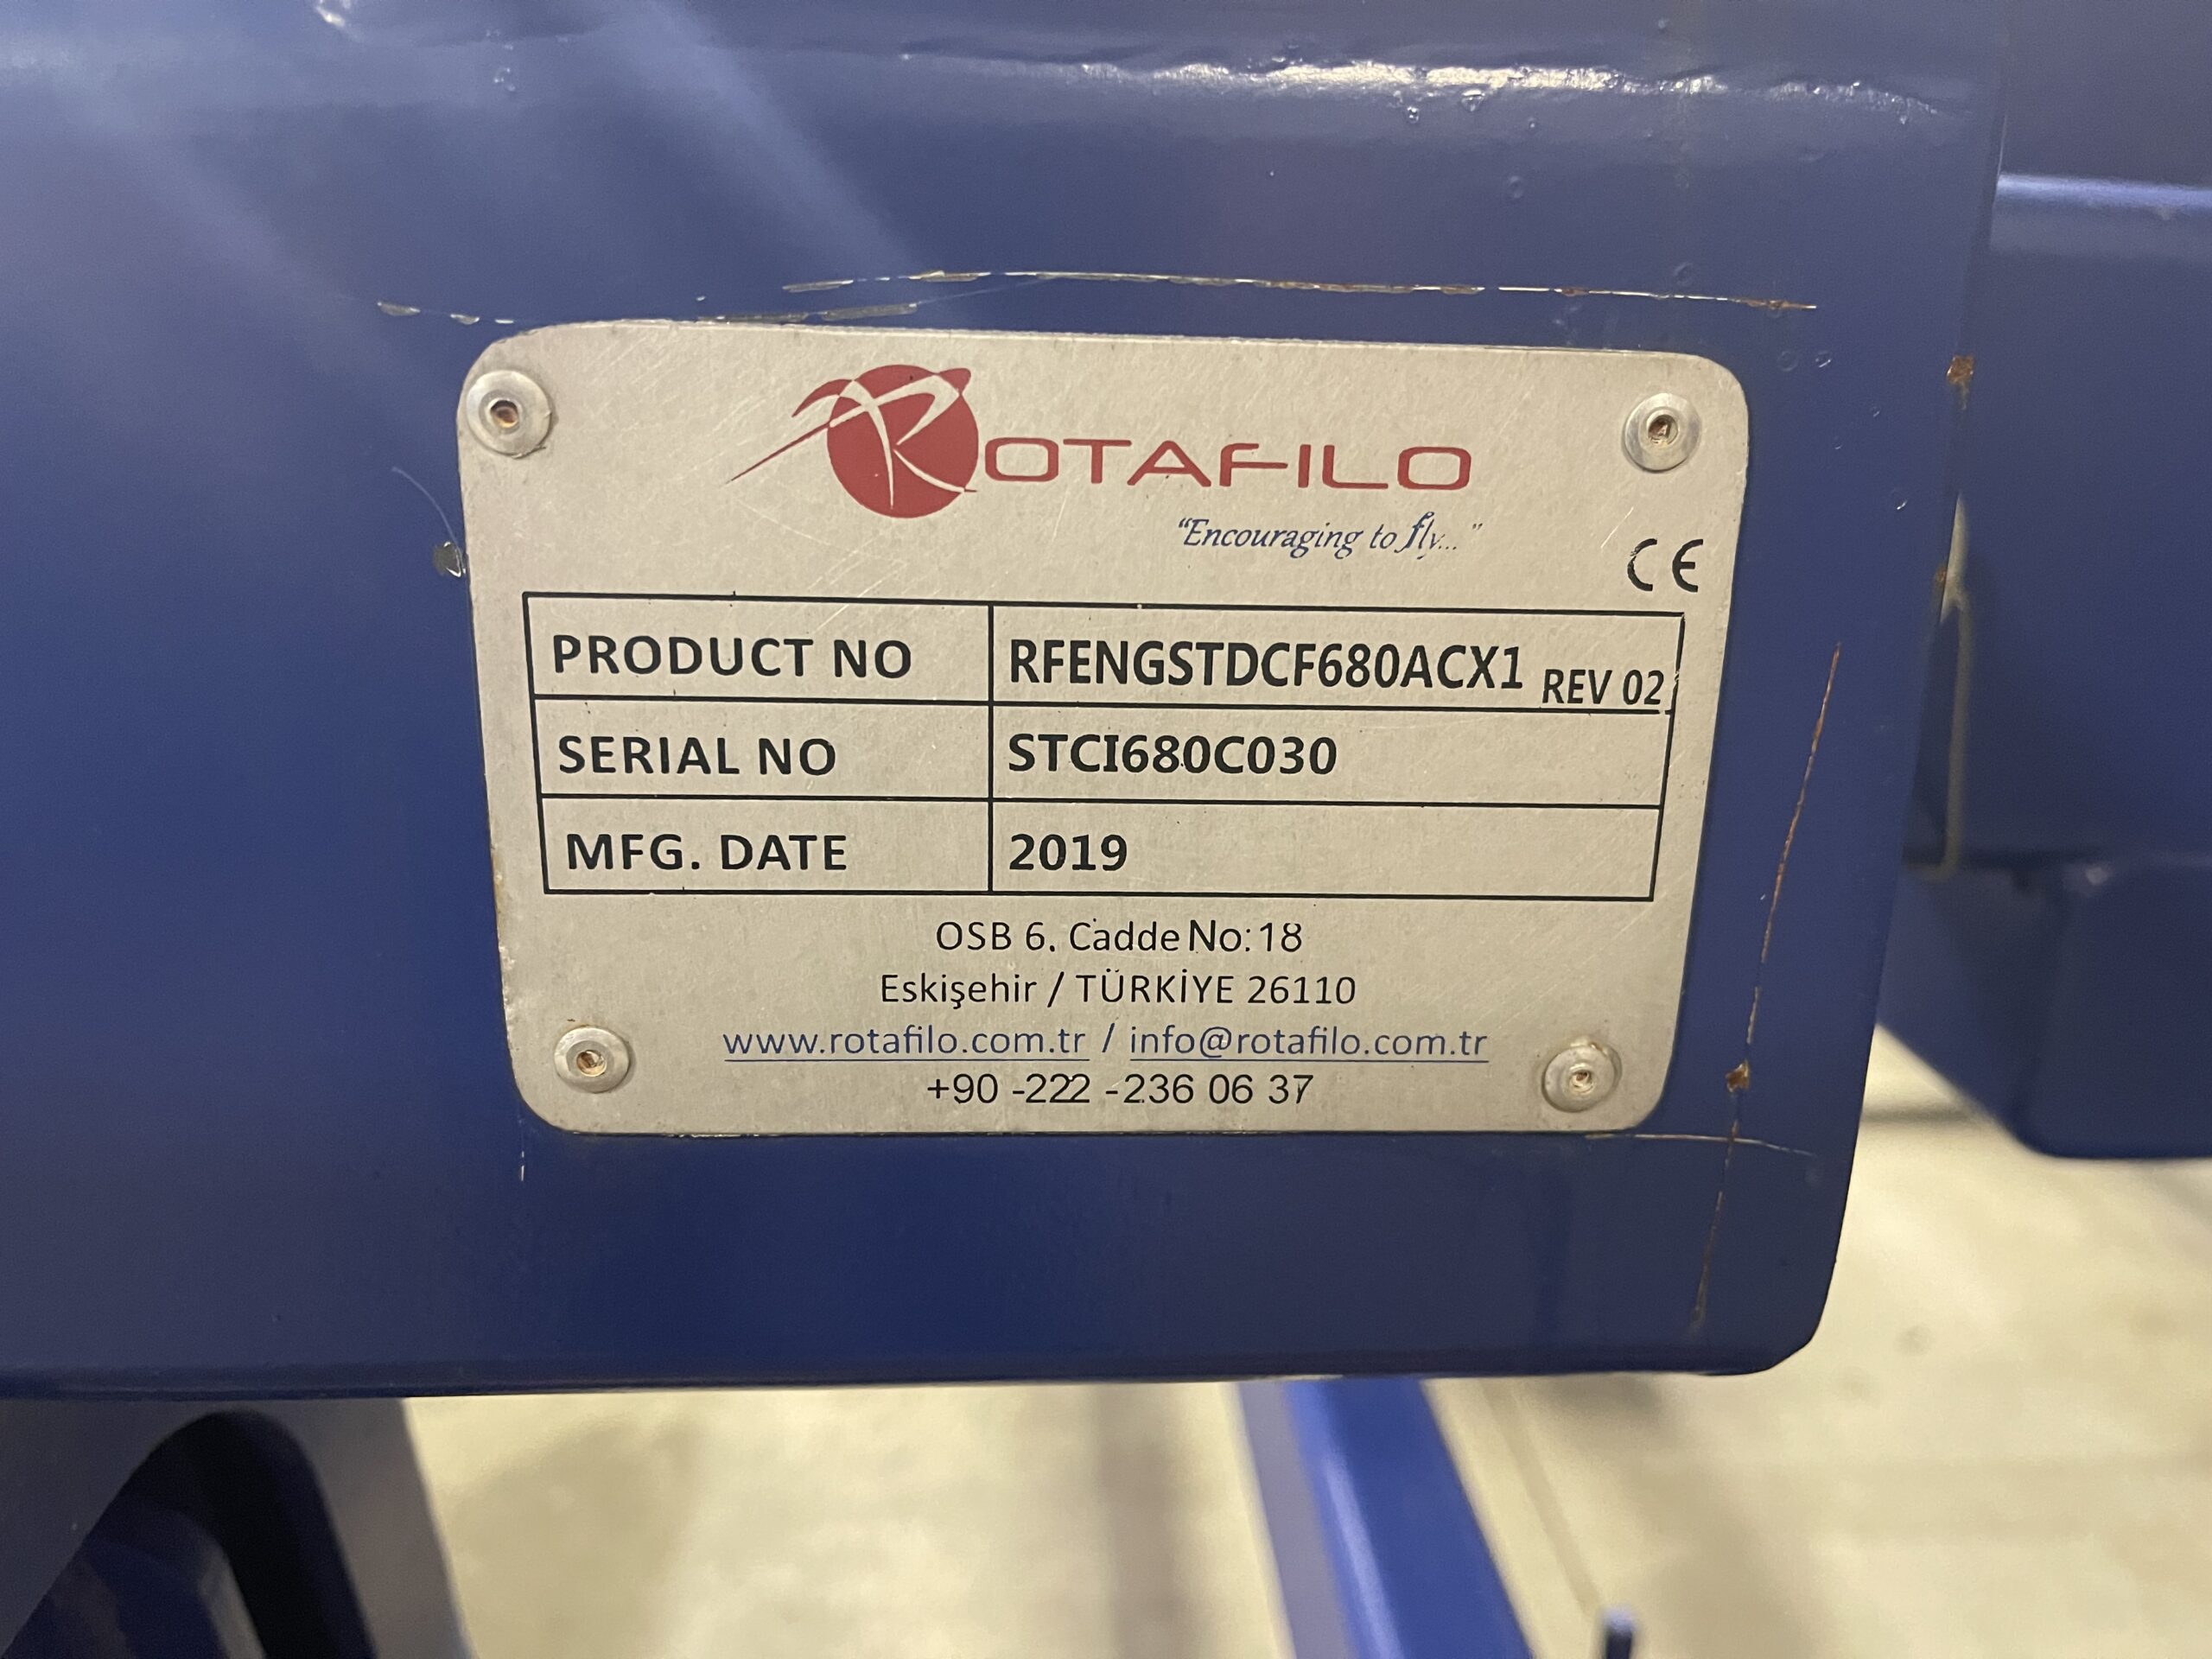 ROTAFILO
"Encouraging to fly..."
CE
PRODUCT NO RFENGSTDCF680ACX1 REV 02
SERIAL NO STCI680C030
MFG. DATE 2019
OSB 6. Cadde No: 18
Eskişehir / TÜRKİYE 26110
www.rotafilo.com.tr / info@rotafilo.com.tr
+90 -222 -236 06 37